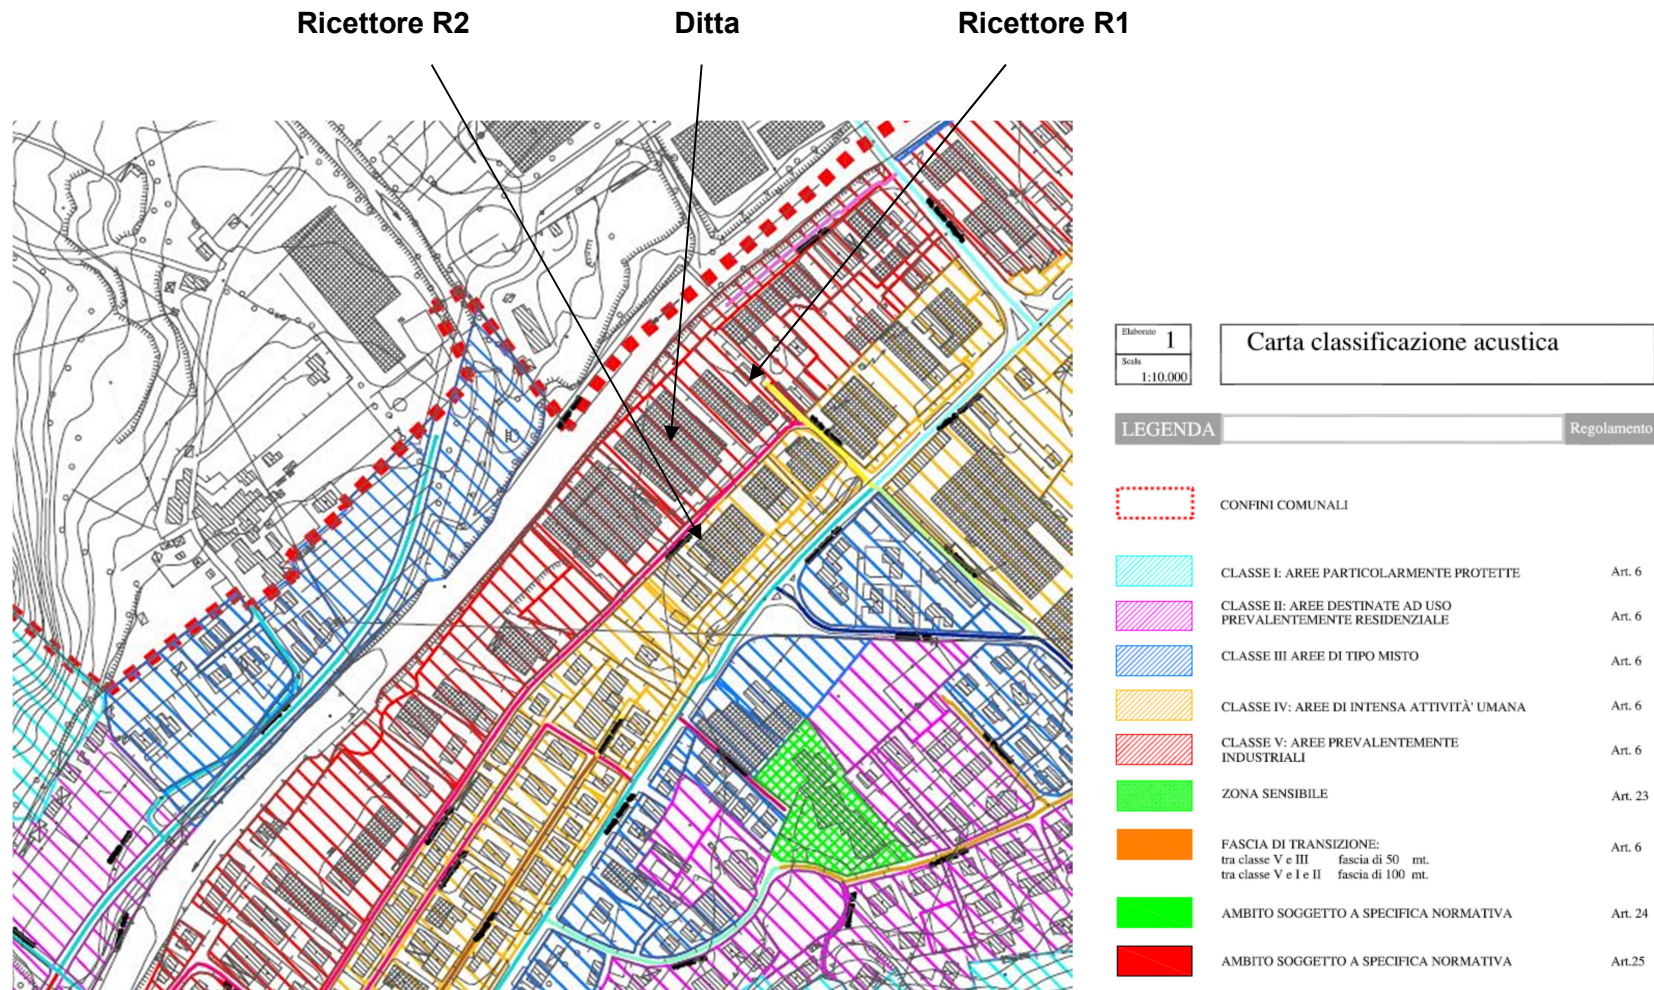 Ricettore R2
Ditta
Ricettore R1
Elaborato 1
Scala
1:10.000
Carta classificazione acustica
LEGENDA
Regolamento
CONFINI COMUNALI
CLASSE I: AREE PARTICOLARMENTE PROTETTE Art. 6
CLASSE II: AREE DESTINATE AD USO
PREVALENTEMENTE RESIDENZIALE Art. 6
CLASSE III AREE DI TIPO MISTO Art. 6
CLASSE IV: AREE DI INTENSA ATTIVITÀ' UMANA Art. 6
CLASSE V: AREE PREVALENTEMENTE
INDUSTRIALI Art. 6
ZONA SENSIBILE Art. 23
FASCIA DI TRANSIZIONE: Art. 6
tra classe V e III fascia di 50 mt.
tra classe V e I e II fascia di 100 mt.
AMBITO SOGGETTO A SPECIFICA NORMATIVA Art. 24
AMBITO SOGGETTO A SPECIFICA NORMATIVA Art.25